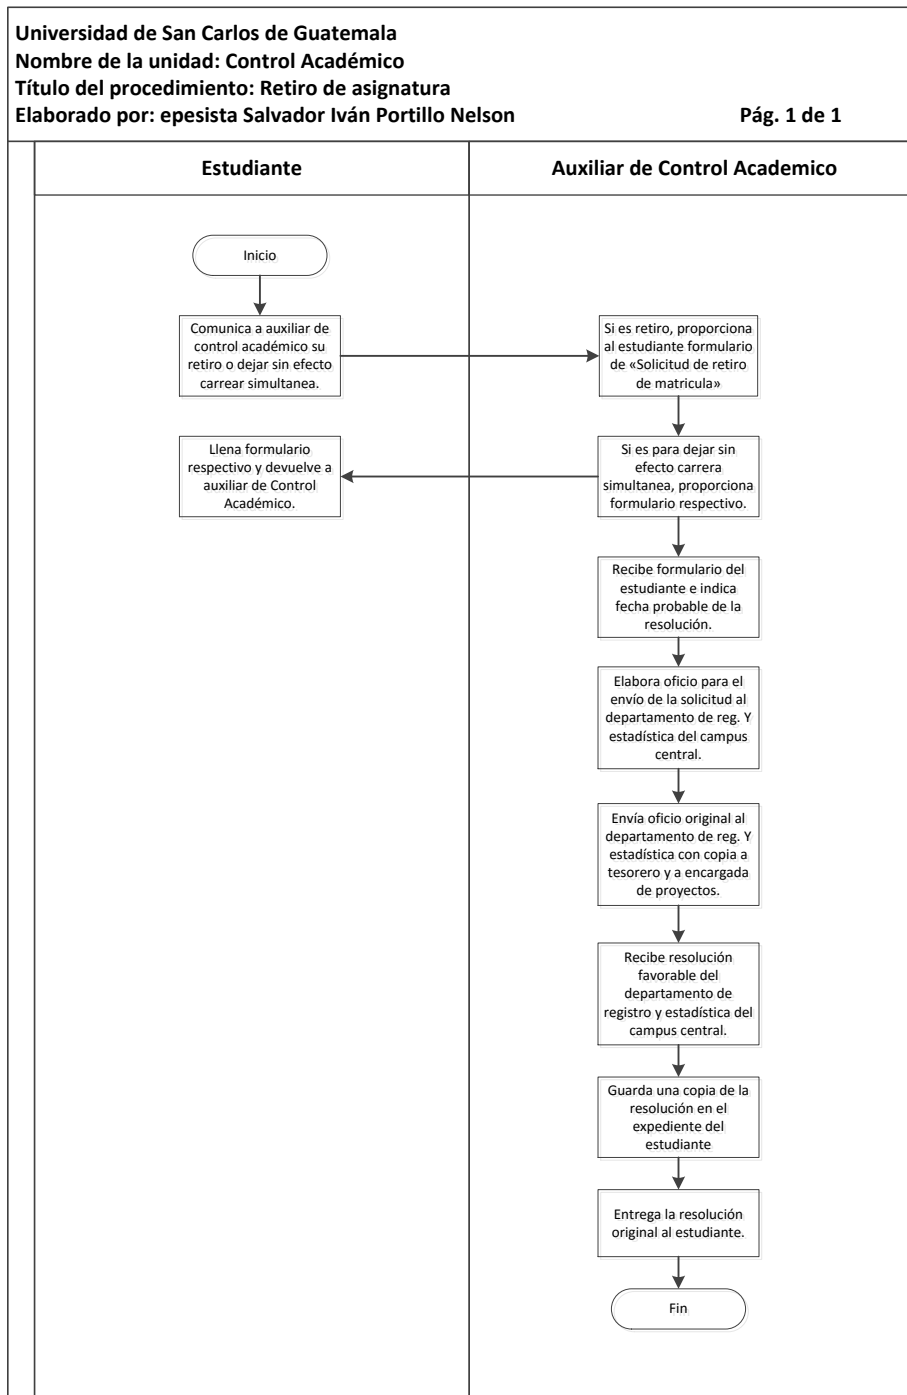 Universidad de San Carlos de Guatemala
Nombre de la unidad: Control Académico
Título del procedimiento: Retiro de asignatura
Elaborado por: epesista Salvador Iván Portillo Nelson Pág. 1 de 1
Estudiante
Auxiliar de Control Academico
Inicio
Comunica a auxiliar de
control académico su
retiro o dejar sin efecto
carrear simultanea.
Si es retiro, proporciona
al estudiante formulario
de «Solicitud de retiro
de matricula»
Llena formulario
respectivo y devuelve a
auxiliar de Control
Académico.
Si es para dejar sin
efecto carrera
simultanea, proporciona
formulario respectivo.
Recibe formulario del
estudiante e indica
fecha probable de la
resolución.
Elabora oficio para el
envío de la solicitud al
departamento de reg. Y
estadística del campus
central.
Envía oficio original al
departamento de reg. Y
estadística con copia a
tesorero y a encargada
de proyectos.
Recibe resolución
favorable del
departamento de
registro y estadística del
campus central.
Guarda una copia de la
resolución en el
expediente del
estudiante
Entrega la resolución
original al estudiante.
Fin